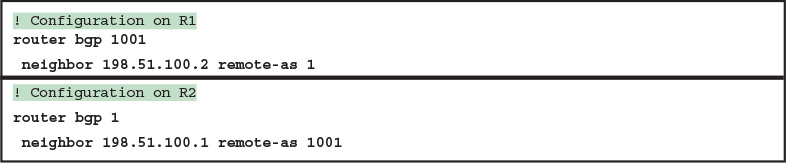 ! Configuration on R1
router bgp 1001
 neighbor 198.51.100.2 remote-as 1
! Configuration on R2
router bgp 1
 neighbor 198.51.100.1 remote-as 1001